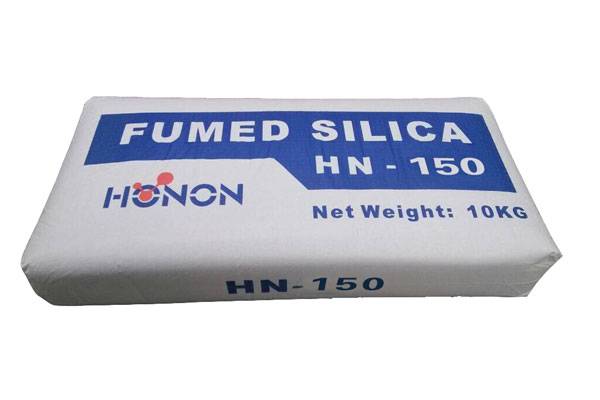 FUMED SILICA
HN - 150
HONON
Net Weight: 10KG
HN-150